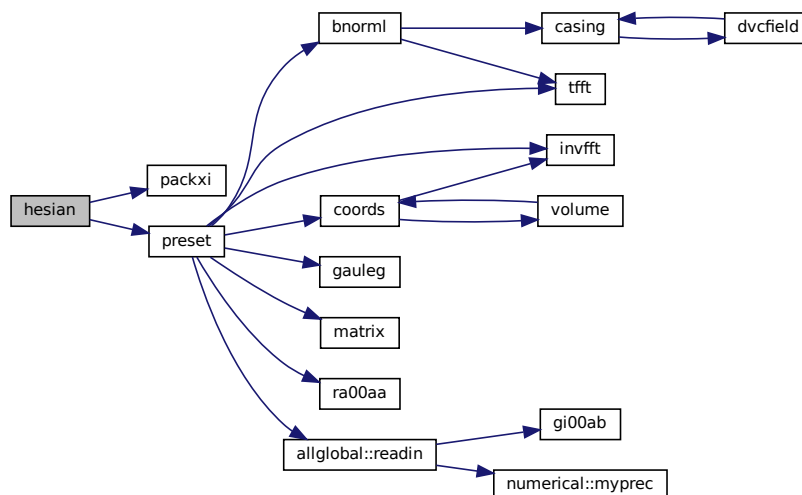 hesian
packxi
preset
bnorml
coords
gauleg
matrix
ra00aa
allglobal::readin
casing
tfft
invfft
volume
gi00ab
numerical::myprec
dvcfield